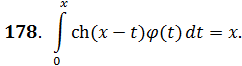 178. ∫₀ˣ ch(x − t)φ(t) dt = x.